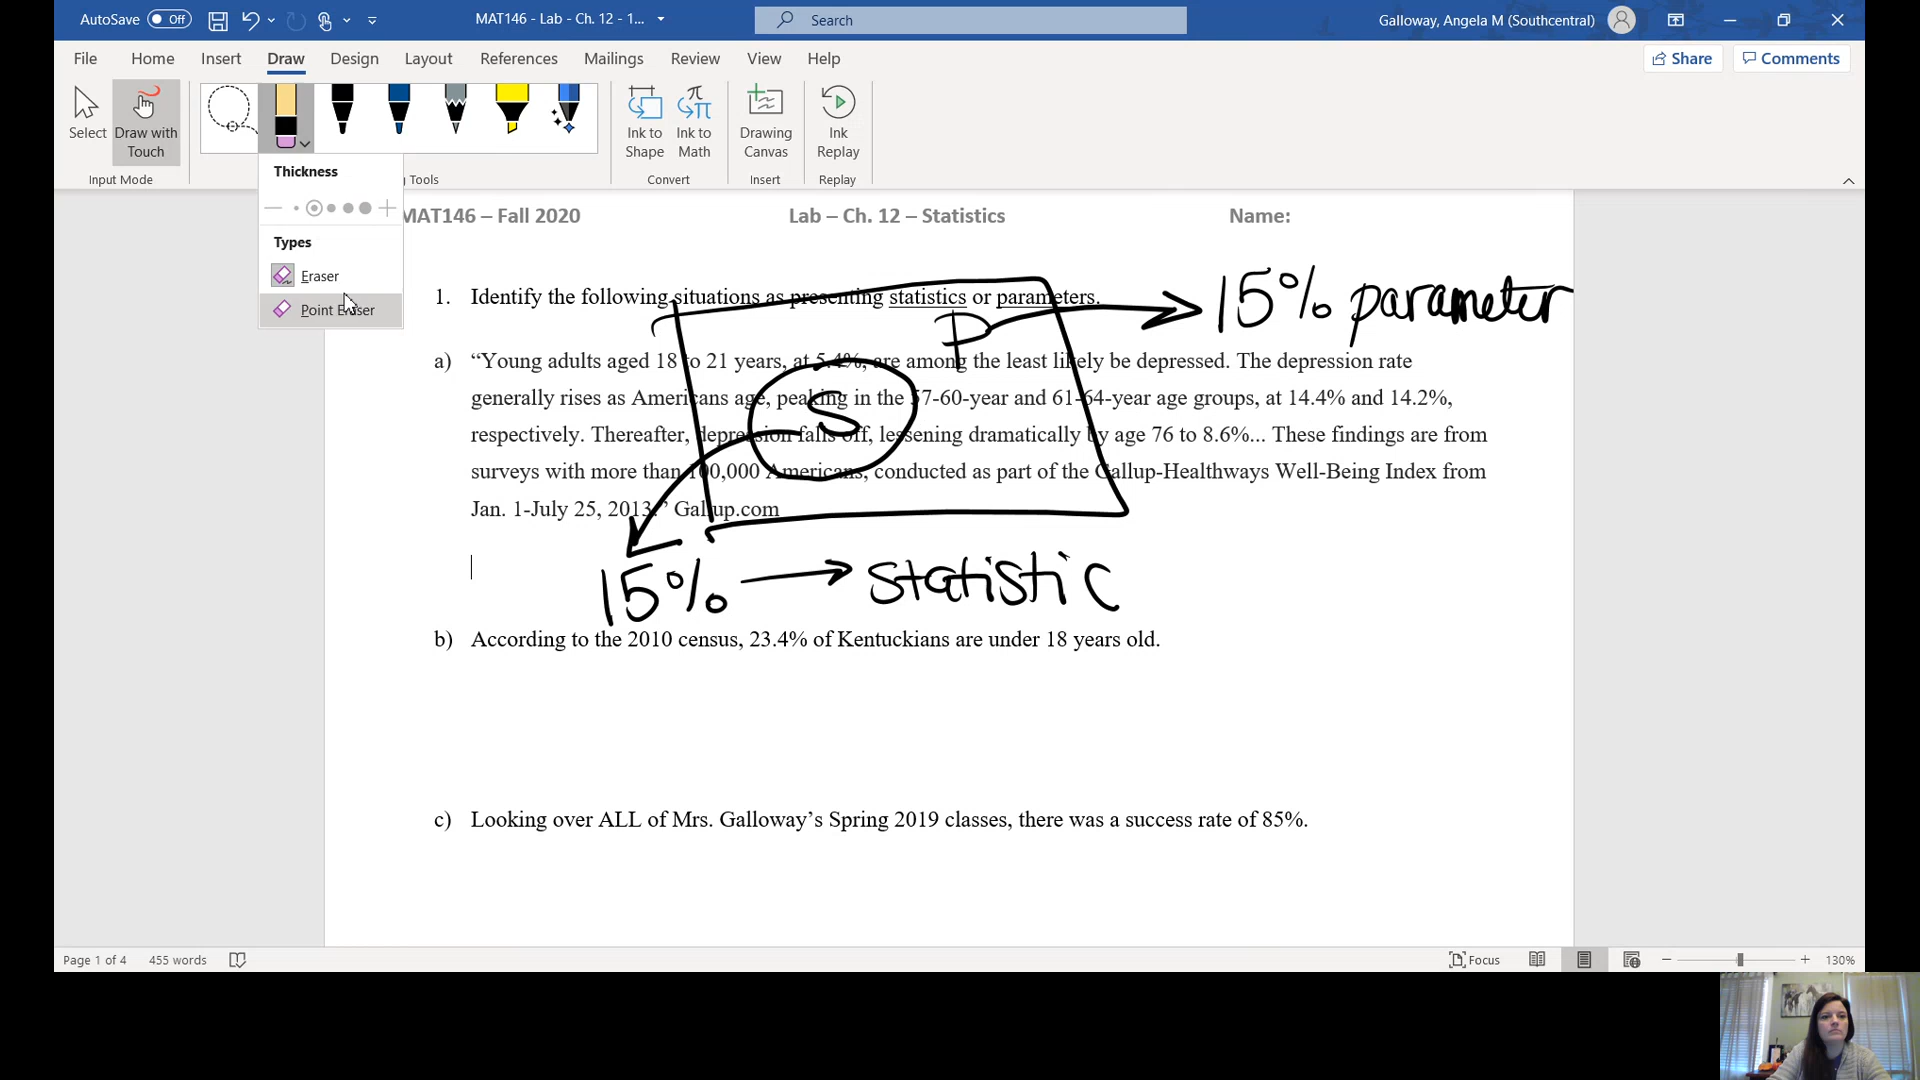 AutoSave Off MAT146 - Lab - Ch. 12 - 1... Search Galloway, Angela M (Southcentral)
File Home Insert Draw Design Layout References Mailings Review View Help Share Comments
Select Draw with Touch Ink to Shape Ink to Math Drawing Canvas Ink Replay
Input Mode g Tools Convert Insert Replay
Thickness
Types
Eraser
Point Eraser
MAT146 – Fall 2020 Lab – Ch. 12 – Statistics Name:
1. Identify the following situations as presenting statistics or parameters.
P
15% parameter
a) “Young adults aged 18 to 21 years, at 5.4%, are among the least likely be depressed. The depression rate
generally rises as Americans age, peaking in the 57-60-year and 61-64-year age groups, at 14.4% and 14.2%,
S
respectively. Thereafter, depression falls off, lessening dramatically by age 76 to 8.6%... These findings are from
surveys with more than 100,000 Americans, conducted as part of the Gallup-Healthways Well-Being Index from
Jan. 1-July 25, 2013.” Gallup.com
15% statistic
b) According to the 2010 census, 23.4% of Kentuckians are under 18 years old.
c) Looking over ALL of Mrs. Galloway’s Spring 2019 classes, there was a success rate of 85%.
Page 1 of 4 455 words Focus 130%